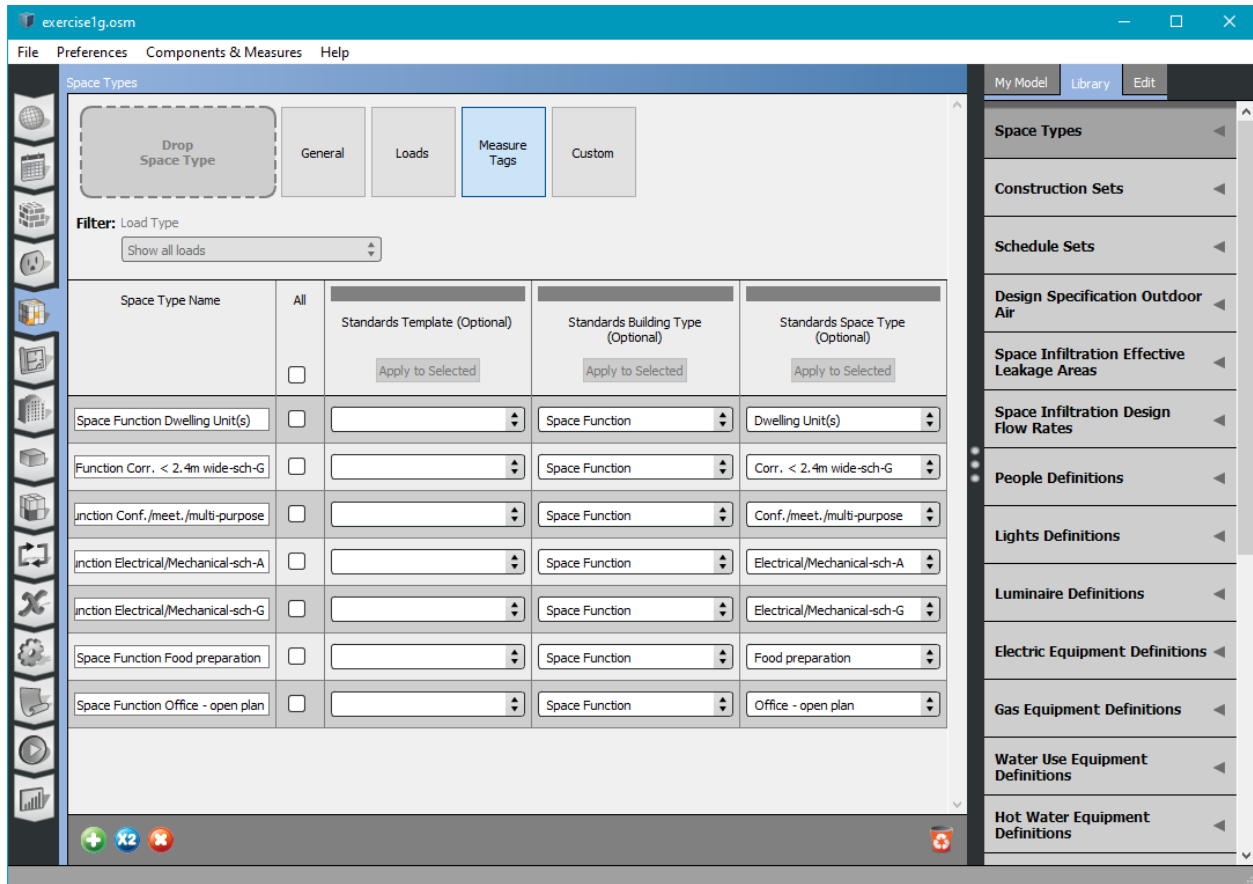 exercise1g.osm
File Preferences Components & Measures Help
Space Types
My Model Library Edit
Drop
Space Type
General
Loads
Measure
Tags
Custom
Filter: Load Type
Show all loads
Space Type Name
All
Standards Template (Optional)
Apply to Selected
Standards Building Type
(Optional)
Apply to Selected
Standards Space Type
(Optional)
Apply to Selected
Space Function Dwelling Unit(s) Space Function Dwelling Unit(s)
Function Corr. < 2.4m wide-sch-G Space Function Corr. < 2.4m wide-sch-G
unction Conf./meet./multi-purpose Space Function Conf./meet./multi-purpose
nction Electrical/Mechanical-sch-A Space Function Electrical/Mechanical-sch-A
nction Electrical/Mechanical-sch-G Space Function Electrical/Mechanical-sch-G
Space Function Food preparation Space Function Food preparation
Space Function Office - open plan Space Function Office - open plan
X2
Space Types
Construction Sets
Schedule Sets
Design Specification Outdoor
Air
Space Infiltration Effective
Leakage Areas
Space Infiltration Design
Flow Rates
People Definitions
Lights Definitions
Luminaire Definitions
Electric Equipment Definitions
Gas Equipment Definitions
Water Use Equipment
Definitions
Hot Water Equipment
Definitions